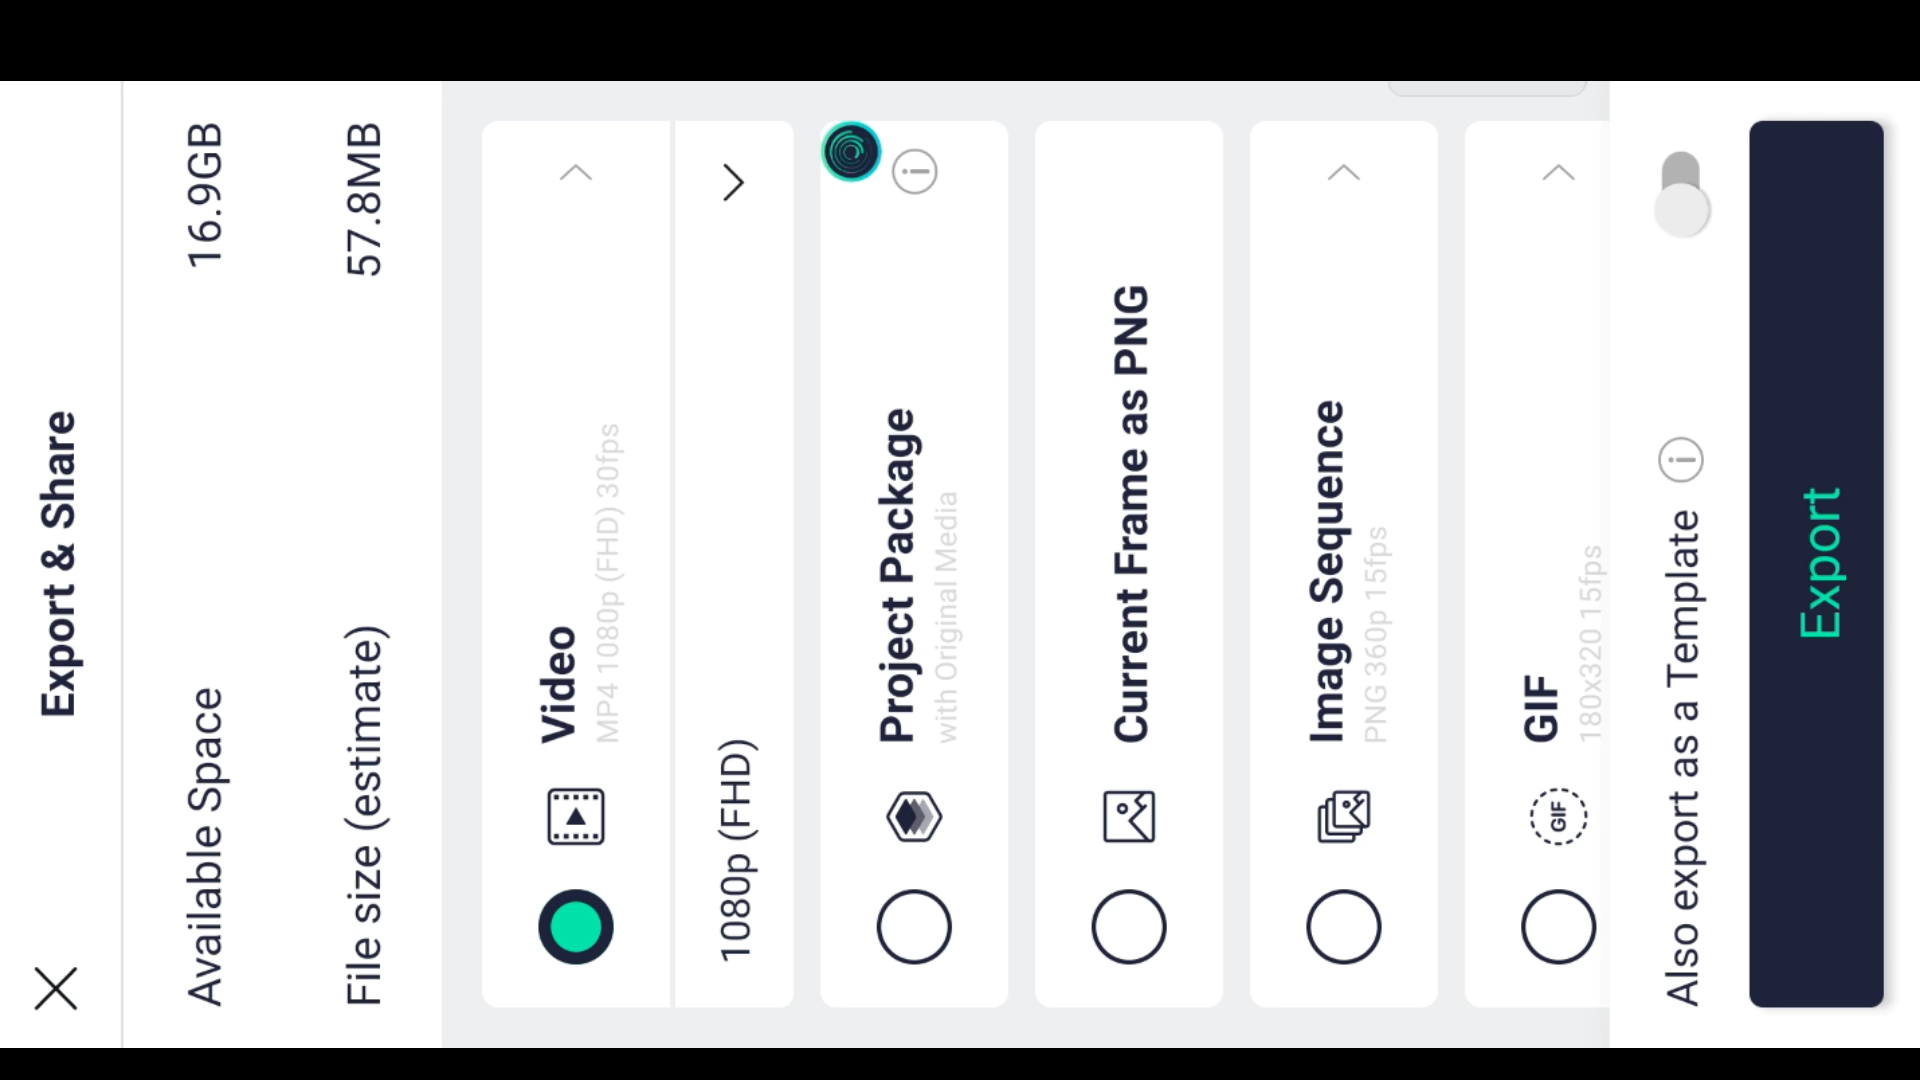 Export & Share
Available Space 16.9GB
File size (estimate) 57.8MB
Video
MP4 1080p (FHD) 30fps
1080p (FHD)
Project Package
with Original Media
Current Frame as PNG
Image Sequence
PNG 360p 15fps
GIF
GIF
180x320 15fps
Also export as a Template
Export